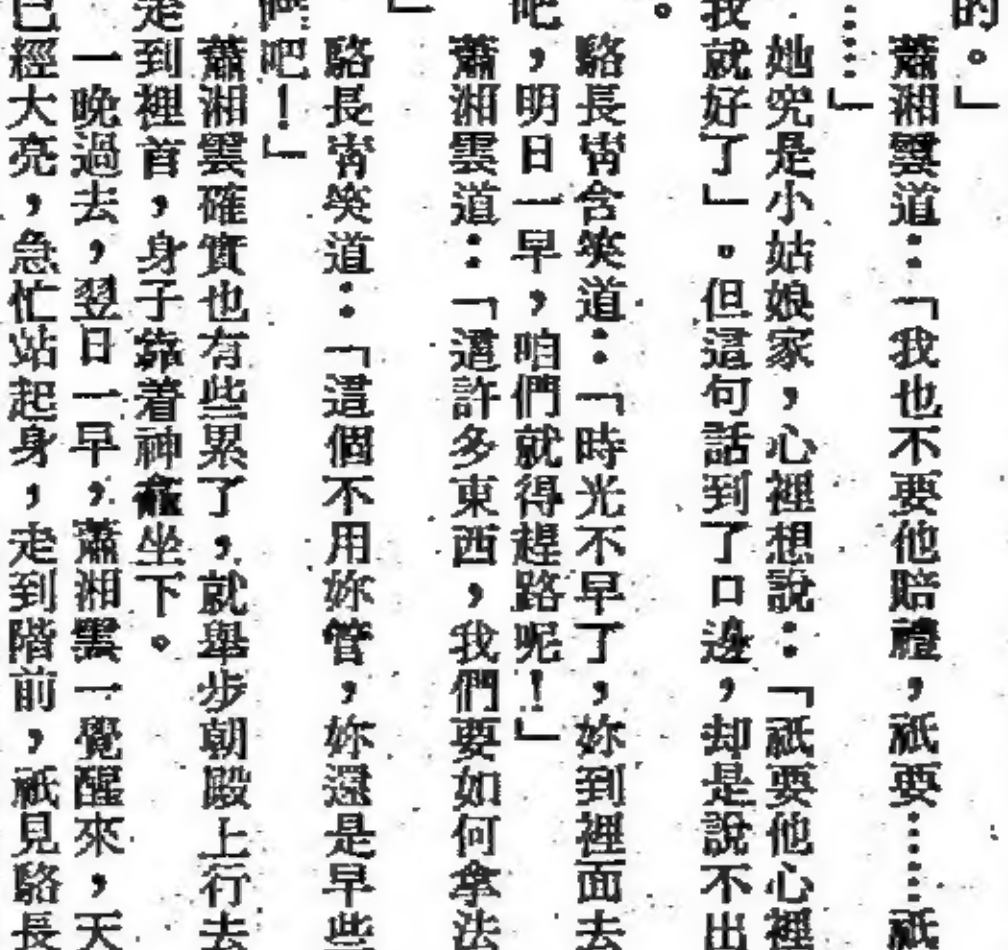 的。」
蕭湘雲道：「我也不要他賠禮，祇要……祇
……」
她究是小姑娘家，心裡想說：「祇要他心裡
我就好了」。但這句話到了口邊，却是說不出
。
駱長青含笑道：「時光不早了，妳到裡面去
吧，明日一早，咱們就得趕路呢！」
蕭湘雲道：「這許多東西，我們要如何拿法
」
駱長青笑道：「這個不用妳管，妳還是早些
吧！」
蕭湘雲確實也有些累了，就舉步朝殿上行去
走到裡首，身子靠着神龕坐下。
一晚過去，翌日一早，蕭湘雲一覺醒來，天
已經大亮，急忙站起身，走到階前，祇見駱長